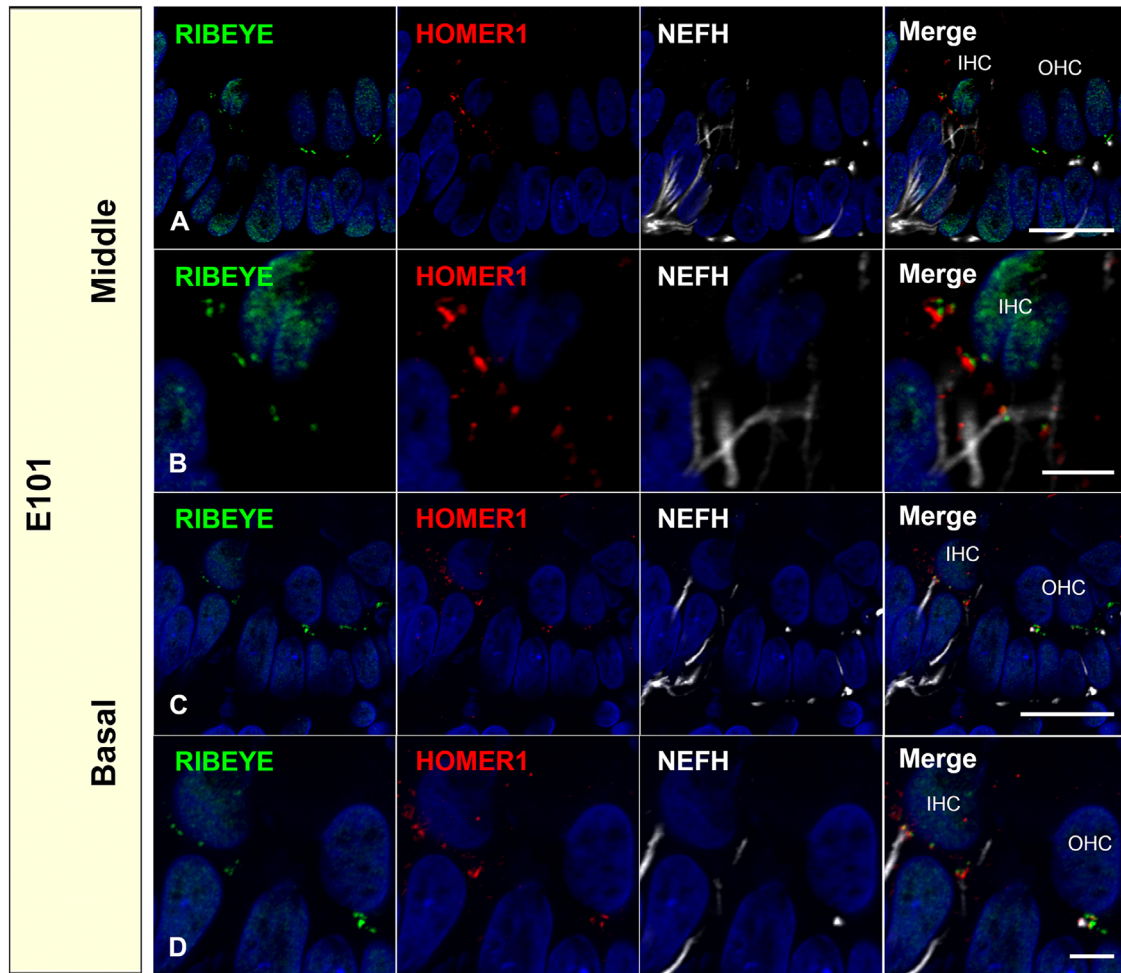 E101
Middle
Basal
RIBEYE HOMER1 NEFH Merge
IHC OHC
A
RIBEYE HOMER1 NEFH Merge
IHC
B
RIBEYE HOMER1 NEFH Merge
IHC
OHC
C
RIBEYE HOMER1 NEFH Merge
IHC
OHC
D